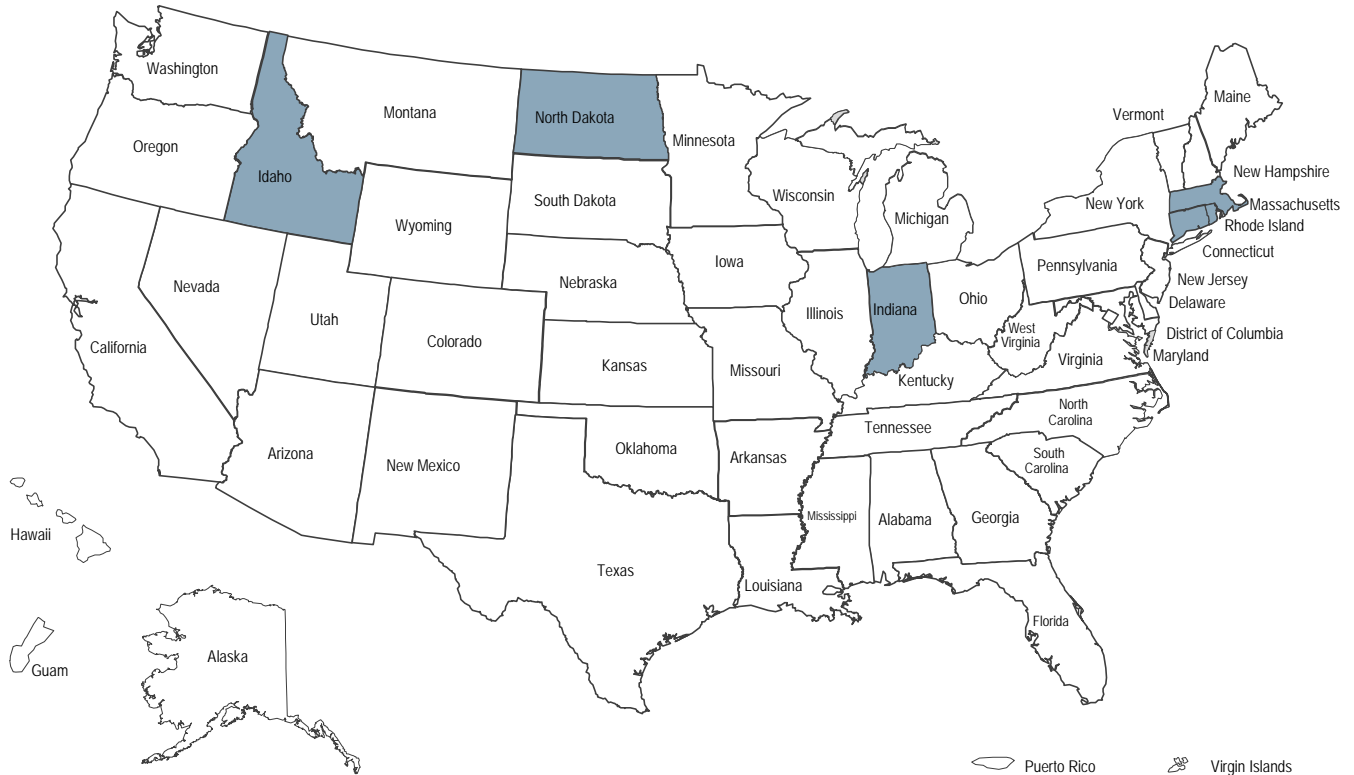 Washington
Montana
North Dakota
Minnesota
Maine
Vermont
Oregon
Idaho
South Dakota
Wisconsin
Michigan
New York
New Hampshire
Massachusetts
Rhode Island
Connecticut
Wyoming
Iowa
Pennsylvania
New Jersey
Delaware
District of Columbia
Maryland
Nevada
Nebraska
Illinois
Indiana
Ohio
West
Virginia
Virginia
Utah
Colorado
California
Kansas
Missouri
Kentucky
North
Carolina
Tennessee
South
Carolina
Arizona
New Mexico
Oklahoma
Arkansas
Mississippi
Alabama
Georgia
Hawaii
Texas
Louisiana
Florida
Guam
Alaska
Puerto Rico
Virgin Islands